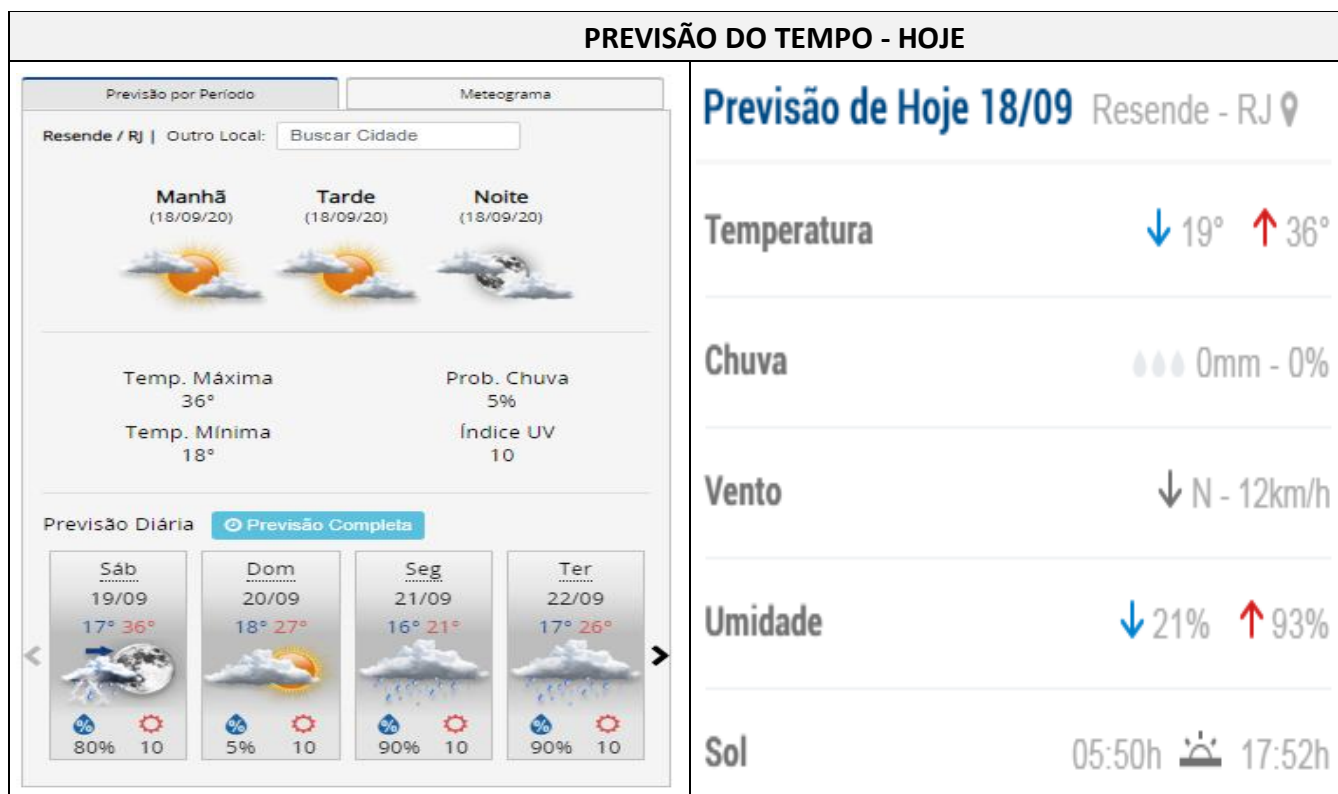 PREVISÃO DO TEMPO - HOJE
Previsão por Período
Meteograma
Resende / RJ | Outro Local: Buscar Cidade
Manhã Tarde Noite
(18/09/20) (18/09/20) (18/09/20)
Temp. Máxima Prob. Chuva
36° 5%
Temp. Mínima Índice UV
18° 10
Previsão Diária Previsão Completa
Sáb Dom Seg Ter
19/09 20/09 21/09 22/09
17° 36° 18° 27° 16° 21° 17° 26°
% % % %
80% 10 5% 10 90% 10 90% 10
Previsão de Hoje 18/09 Resende - RJ
Temperatura 19° 36°
Chuva 0mm - 0%
Vento N - 12km/h
Umidade 21% 93%
Sol 05:50h 17:52h